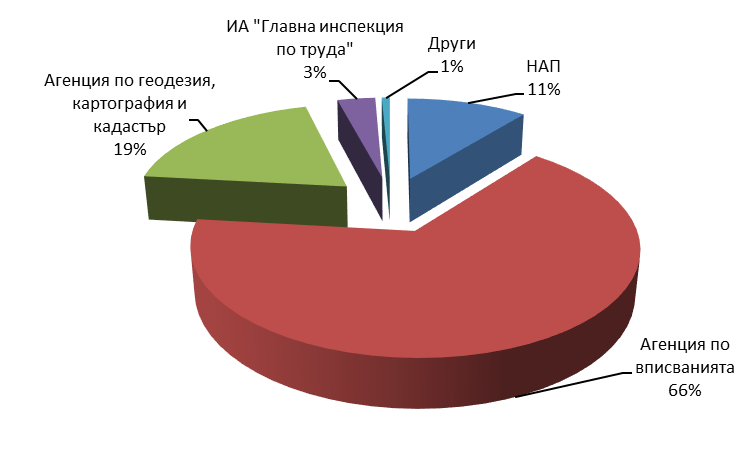 ИА "Главна инспекция
по труда"
3%
Други
1%
НАП
11%
Агенция по геодезия,
картография и
кадастър
19%
Агенция по
вписванията
66%